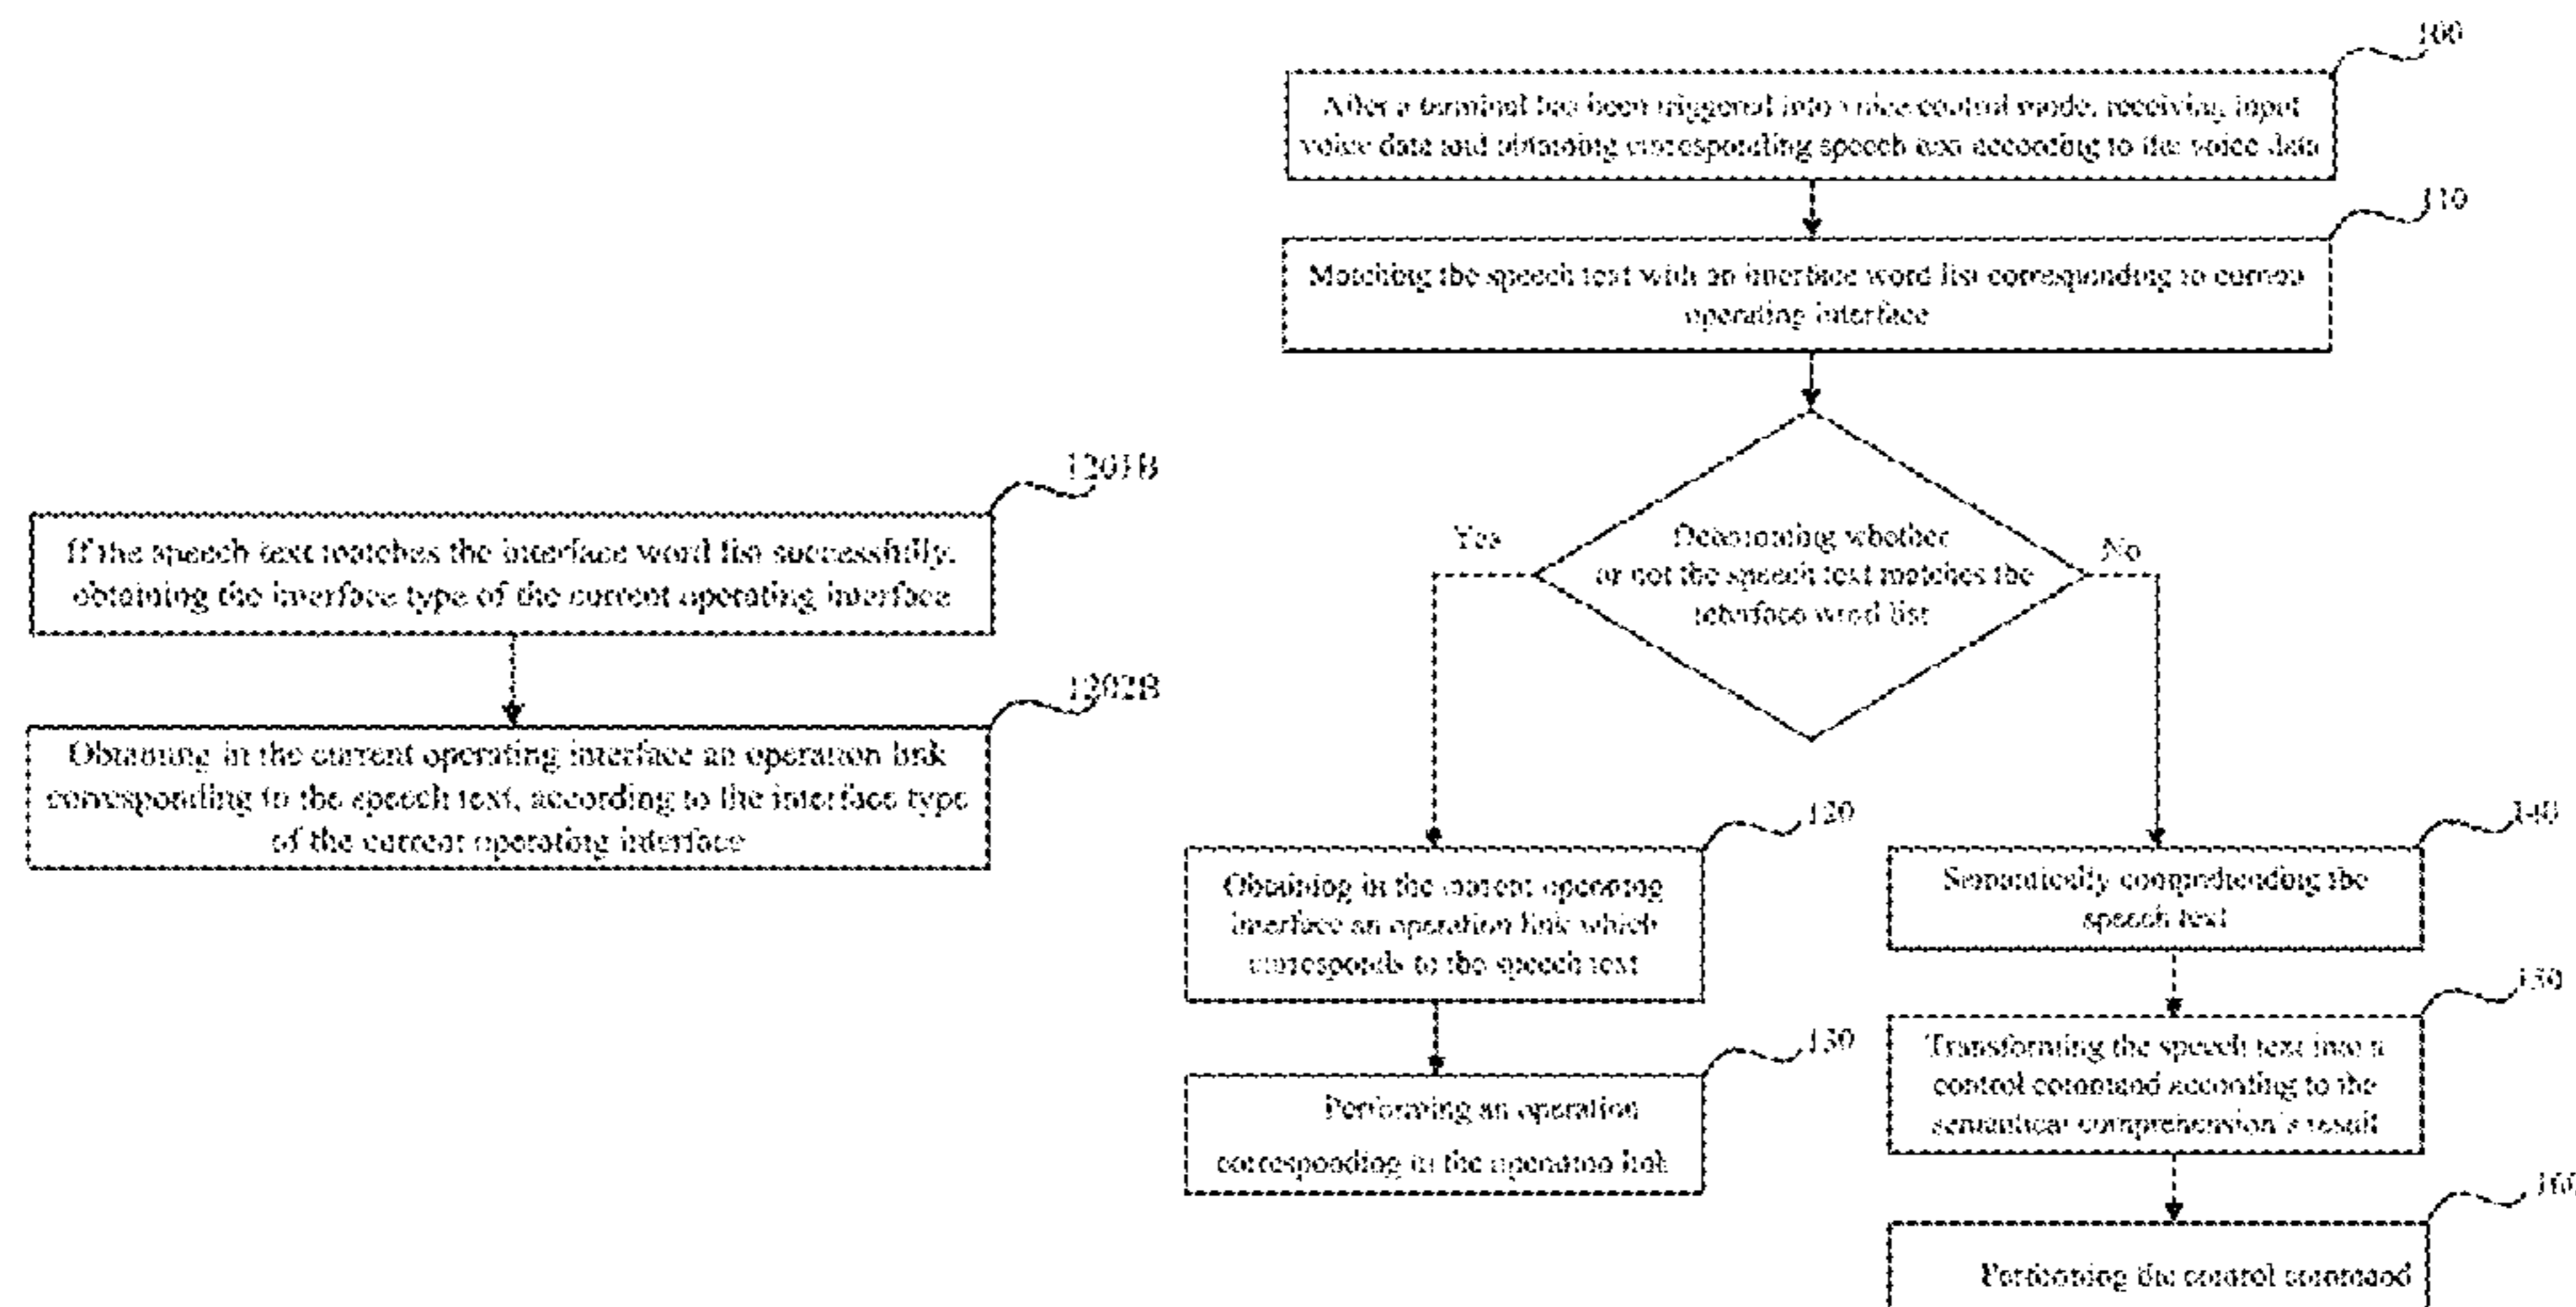 1201B
If the speech text matches the interface word list successfully,
obtaining the interface type of the current operating interface
1202B
Obtaining in the current operating interface an operation link
corresponding to the speech text, according to the interface type
of the current operating interface
100
After a terminal has been triggered into voice control mode, receiving input
voice data and obtaining corresponding speech text according to the voice data
110
Matching the speech text with an interface word list corresponding to current
operating interface
Yes
Determining whether
or not the speech text matches the
interface word list
No
120
Obtaining in the current operating
interface an operation link which
corresponds to the speech text
130
Performing an operation
corresponding to the operation link
140
Semantically comprehending the
speech text
150
Transforming the speech text into a
control command according to the
semantical comprehension's result
160
Performing the control command